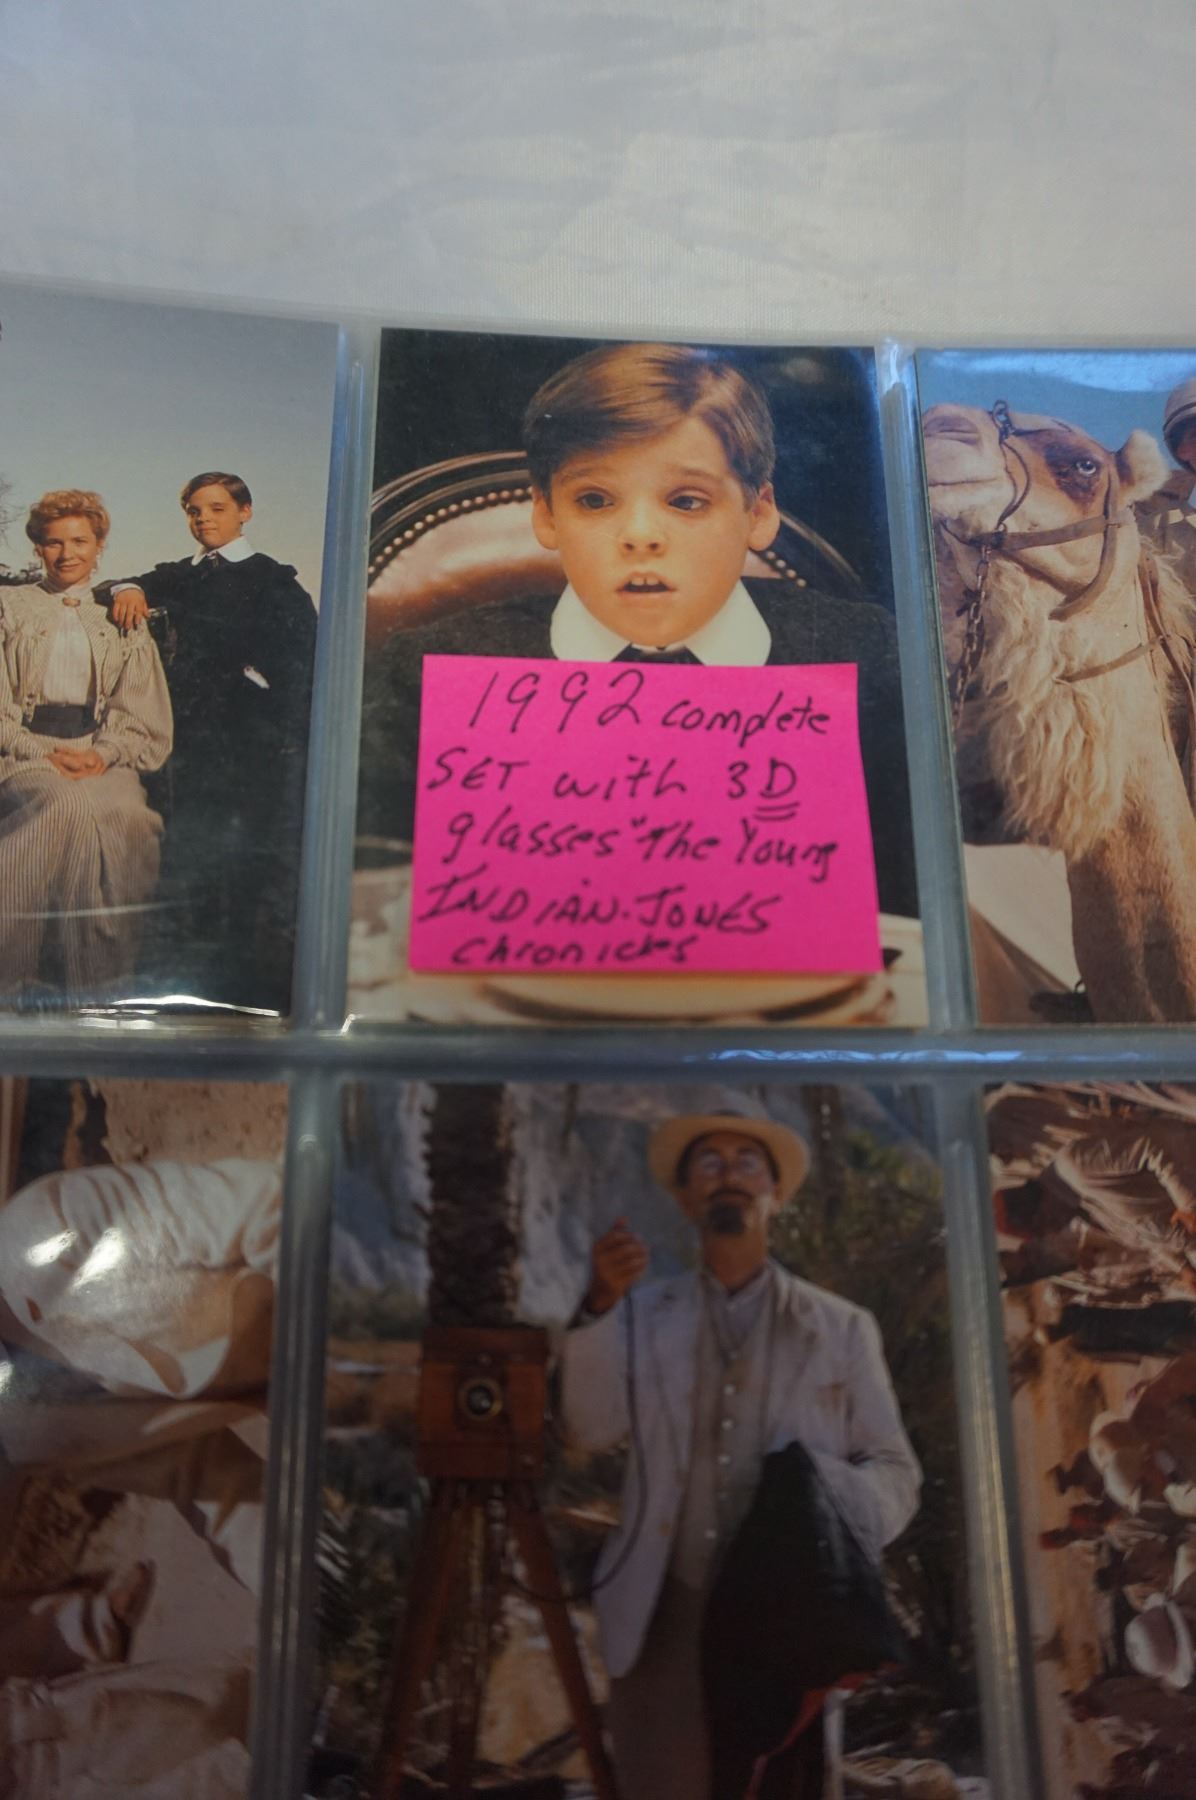 1992 complete
SET with 3D
glasses "The Young
INDIAN. JONES
Chronicles